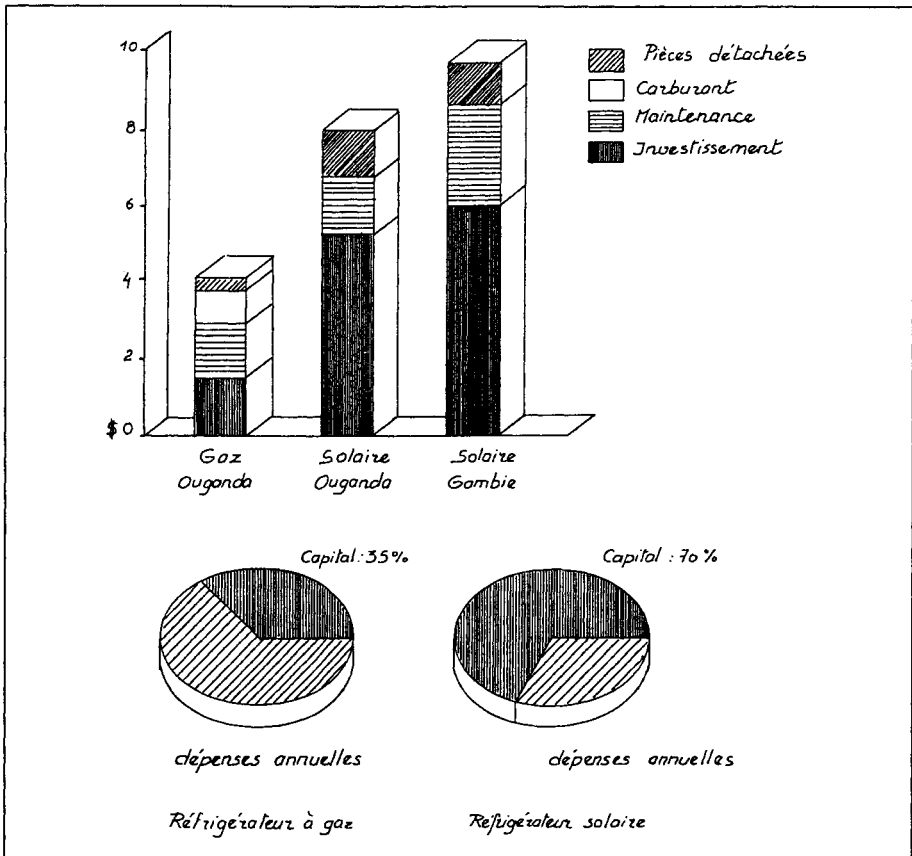 10
8
6
4
2
$0
Pièces détachées
Carburant
Maintenance
Investissement
Gaz
Ouganda
Solaire
Ouganda
Solaire
Gambie
Capital : 35%
Capital : 70%
dépenses annuelles
dépenses annuelles
Réfrigérateur à gaz
Réfrigérateur solaire